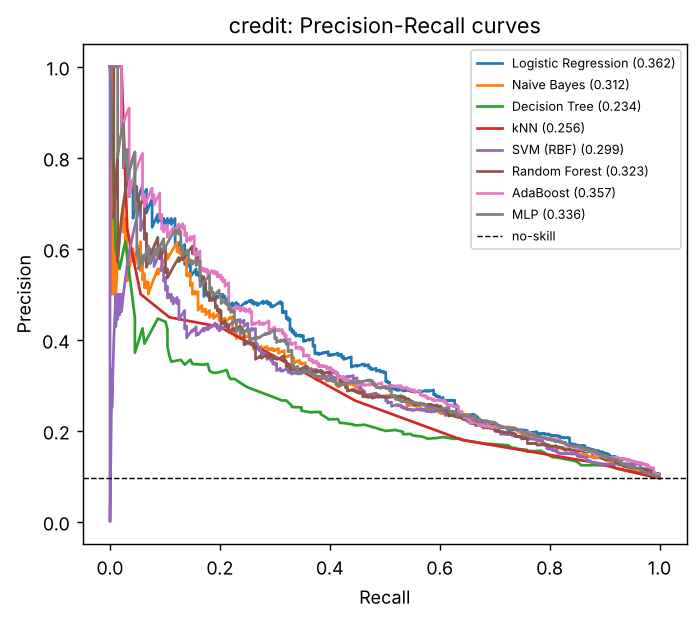 credit: Precision-Recall curves
Logistic Regression (0.362)
Naive Bayes (0.312)
Decision Tree (0.234)
kNN (0.256)
SVM (RBF) (0.299)
Random Forest (0.323)
AdaBoost (0.357)
MLP (0.336)
no-skill
Precision
1.0
0.8
0.6
0.4
0.2
0.0
0.0 0.2 0.4 0.6 0.8 1.0
Recall